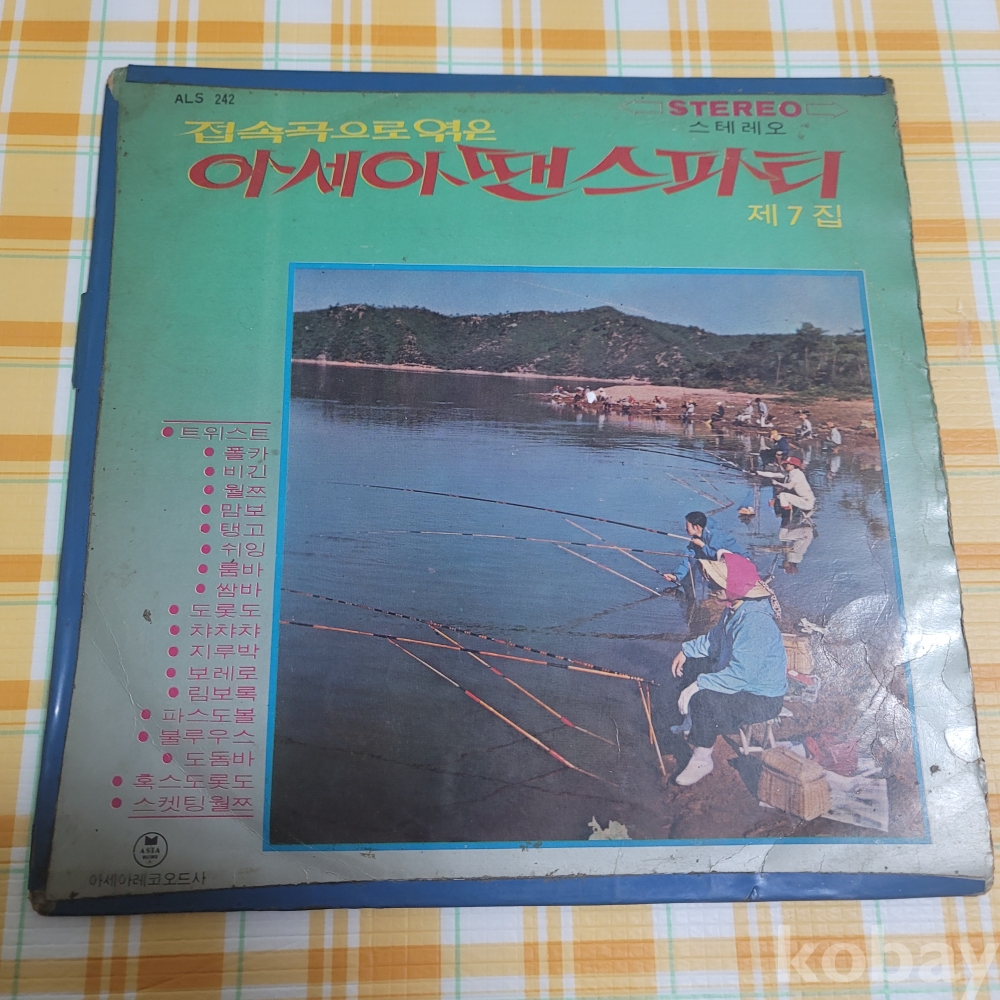 ALS 242
STEREO
스테레오
접속곡으로엮은
아세아땐스파티
제7집
• 트위스트
• 폴카
• 비긴
• 월쯔
• 맘보
• 탱고
• 쉬잉
• 룸바
• 쌈바
• 도롯도
• 챠챠챠
• 지루박
• 보레로
• 림보록
• 파스도볼
• 불루우스
• 도돔바
• 혹스도롯도
• 스켓팅월쯔
ASIA
RECORD
아세아레코오드사
kobay